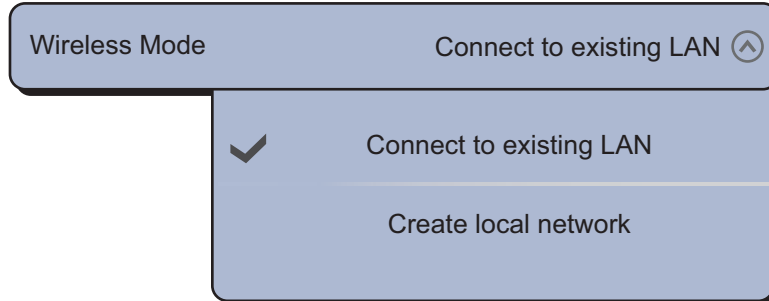 Wireless Mode Connect to existing LAN
Connect to existing LAN
Create local network